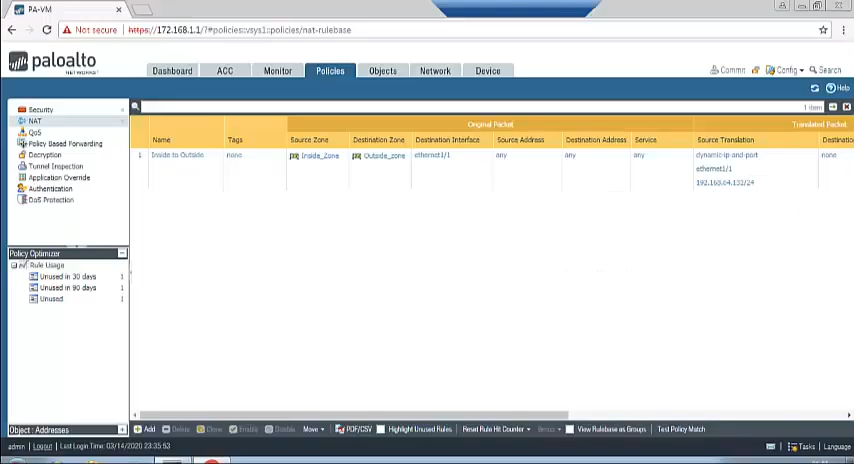 PA-VM
Not secure
https://172.168.1.1/?#policies::vsys1::policies/nat-rulebase
paloalto
NETWORKS
Dashboard ACC Monitor Policies Objects Network Device
Commit Config Search
Help
Security
NAT
QoS
Policy Based Forwarding
Decryption
Tunnel Inspection
Application Override
Authentication
DoS Protection
1 item
Original Packet Translated Packet
Name Tags Source Zone Destination Zone Destination Interface Source Address Destination Address Service Source Translation Destinatio
1 Inside to Outside none Inside_Zone Outside_zone ethernet1/1 any any any dynamic-ip-and-port none
ethernet1/1
192.168.64.132/24
Policy Optimizer
Rule Usage
Unused in 30 days 1
Unused in 90 days 1
Unused 1
Object : Addresses
Add Delete Clone Enable Disable Move PDF/CSV Highlight Unused Rules Reset Rule Hit Counter Group View Rulebase as Groups Test Policy Match
admin | Logout | Last Login Time: 03/14/2020 23:35:53
Tasks | Language